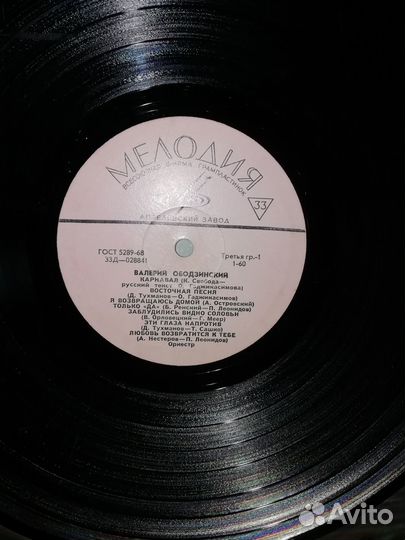 МЕЛОДИЯ
ВСЕСОЮЗНАЯ ФИРМА ГРАМПЛАСТИНОК
33
АПРЕЛЕВСКИЙ ЗАВОД
ГОСТ 5289-68
33Д—028841
Третья гр.-1
1-60
ВАЛЕРИЙ ОБОДЗИНСКИЙ
КАРНАВАЛ (К. Свобода—
русский текст О. Гаджикасимова)
ВОСТОЧНАЯ ПЕСНЯ
(Д. Тухманов—О. Гаджикасимов)
Я ВОЗВРАЩАЮСЬ ДОМОЙ (А. Островский)
ТОЛЬКО «ДА» (Б. Ренский—П. Леонидов)
ЗАБЛУДИЛИСЬ ВИДНО СОЛОВЬИ
(В. Орловецкий—Г. Меер)
ЭТИ ГЛАЗА НАПРОТИВ
(Д. Тухманов—Т. Сашко)
ЛЮБОВЬ ВОЗВРАТИТСЯ К ТЕБЕ
(А. Нестеров—П. Леонидов)
Оркестр
Avito